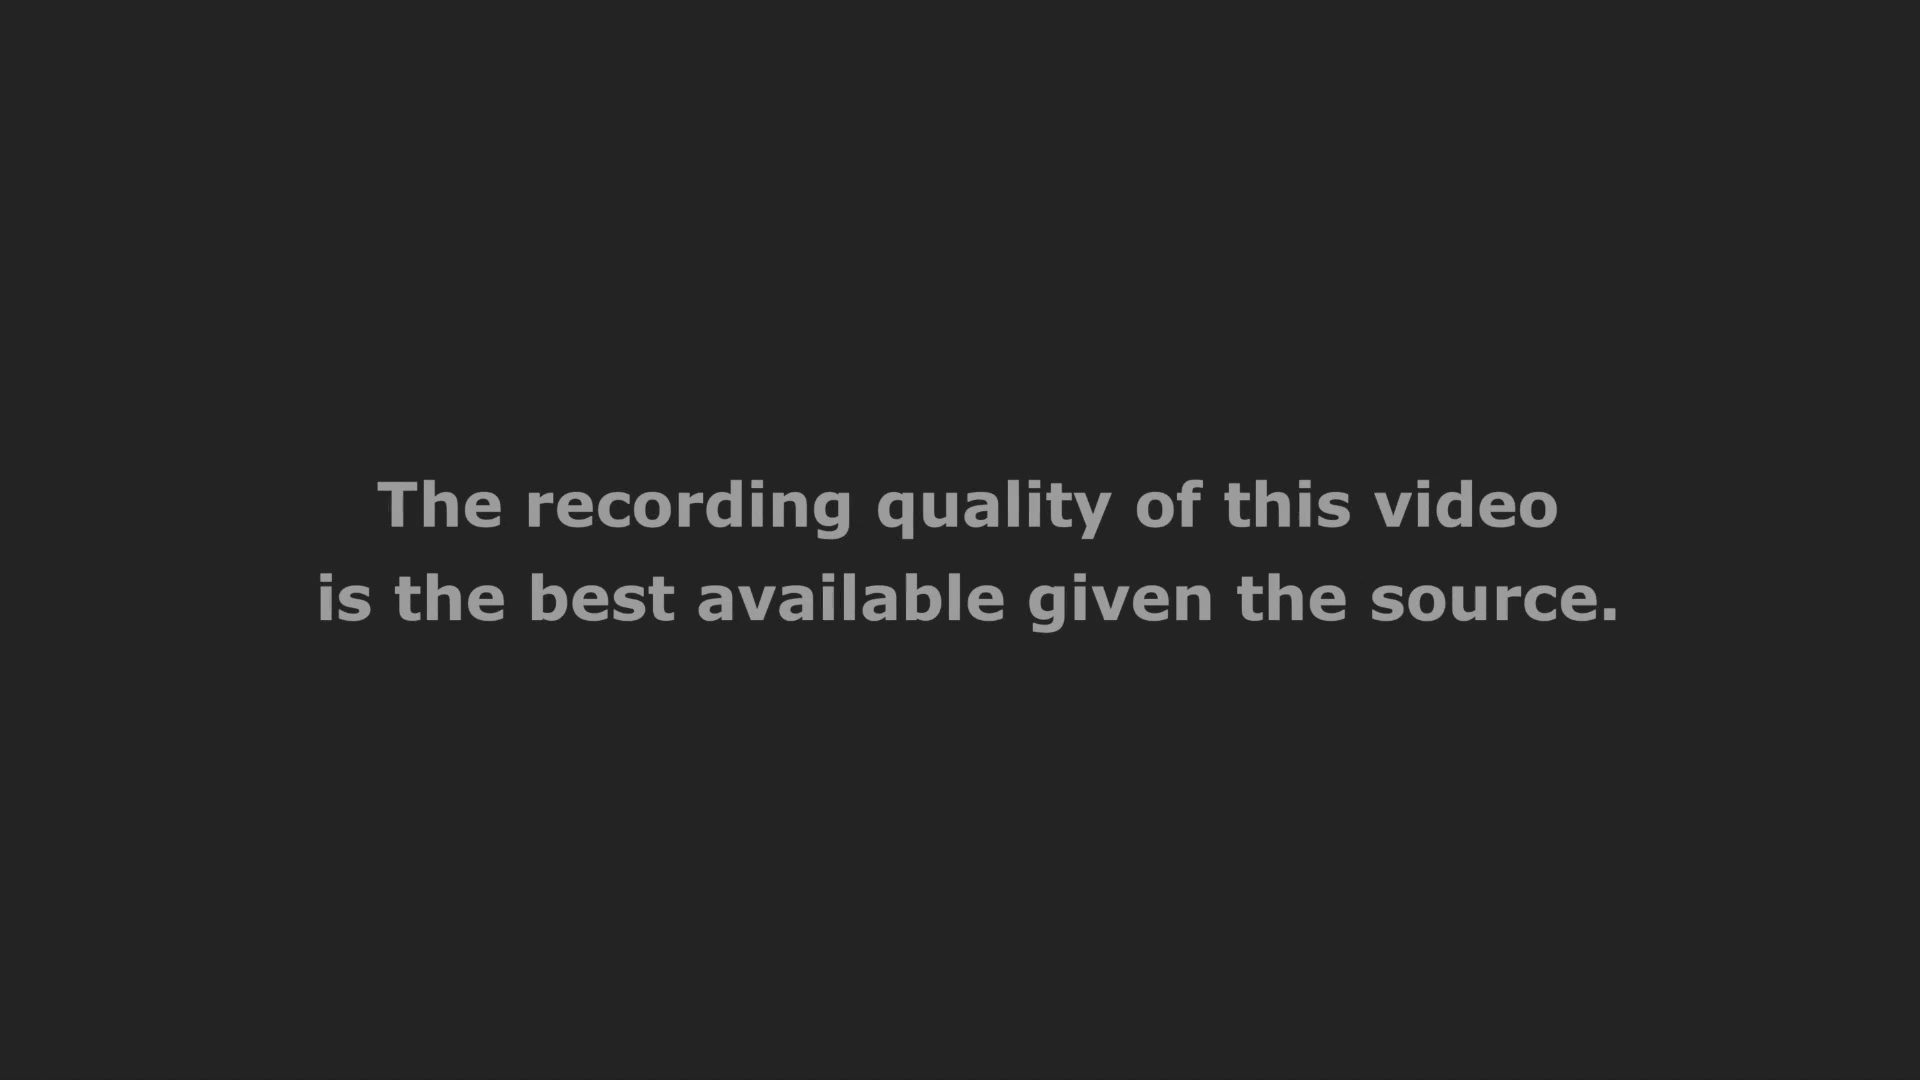 The recording quality of this video
is the best available given the source.